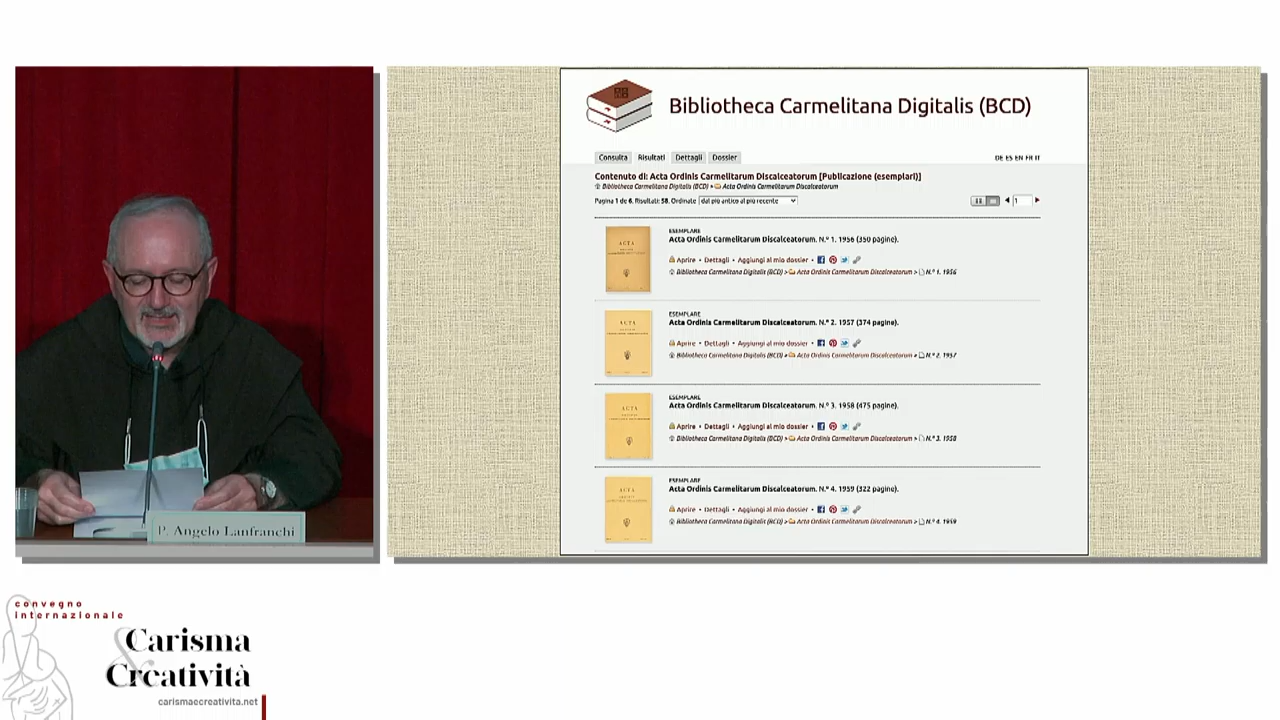 P. Angelo Lanfranchi
Bibliotheca Carmelitana Digitalis (BCD)
Consulta Risultati Dettagli Dossier
DE ES EN FR IT
Contenuto di: Acta Ordinis Carmelitarum Discalceatorum [Publicazione (esemplari)]
Bibliotheca Carmelitana Digitalis (BCD) > Acta Ordinis Carmelitarum Discalceatorum
Pagina 1 de 6. Risultati: 58. Ordinate dal più antico al più recente
1
ESEMPLARE
Acta Ordinis Carmelitarum Discalceatorum. N.º 1. 1956 (350 pagine).
Aprire • Dettagli • Aggiungi al mio dossier •
Bibliotheca Carmelitana Digitalis (BCD) > Acta Ordinis Carmelitarum Discalceatorum > N.º 1. 1956
ACTA
ESEMPLARE
Acta Ordinis Carmelitarum Discalceatorum. N.º 2. 1957 (374 pagine).
Aprire • Dettagli • Aggiungi al mio dossier •
Bibliotheca Carmelitana Digitalis (BCD) > Acta Ordinis Carmelitarum Discalceatorum > N.º 2. 1957
ACTA
ESEMPLARE
Acta Ordinis Carmelitarum Discalceatorum. N.º 3. 1958 (475 pagine).
Aprire • Dettagli • Aggiungi al mio dossier •
Bibliotheca Carmelitana Digitalis (BCD) > Acta Ordinis Carmelitarum Discalceatorum > N.º 3. 1958
ACTA
ESEMPLARE
Acta Ordinis Carmelitarum Discalceatorum. N.º 4. 1959 (322 pagine).
Aprire • Dettagli • Aggiungi al mio dossier •
Bibliotheca Carmelitana Digitalis (BCD) > Acta Ordinis Carmelitarum Discalceatorum > N.º 4. 1959
ACTA
convegno
internazionale
Carisma
&
Creatività
carismaecreativita.net